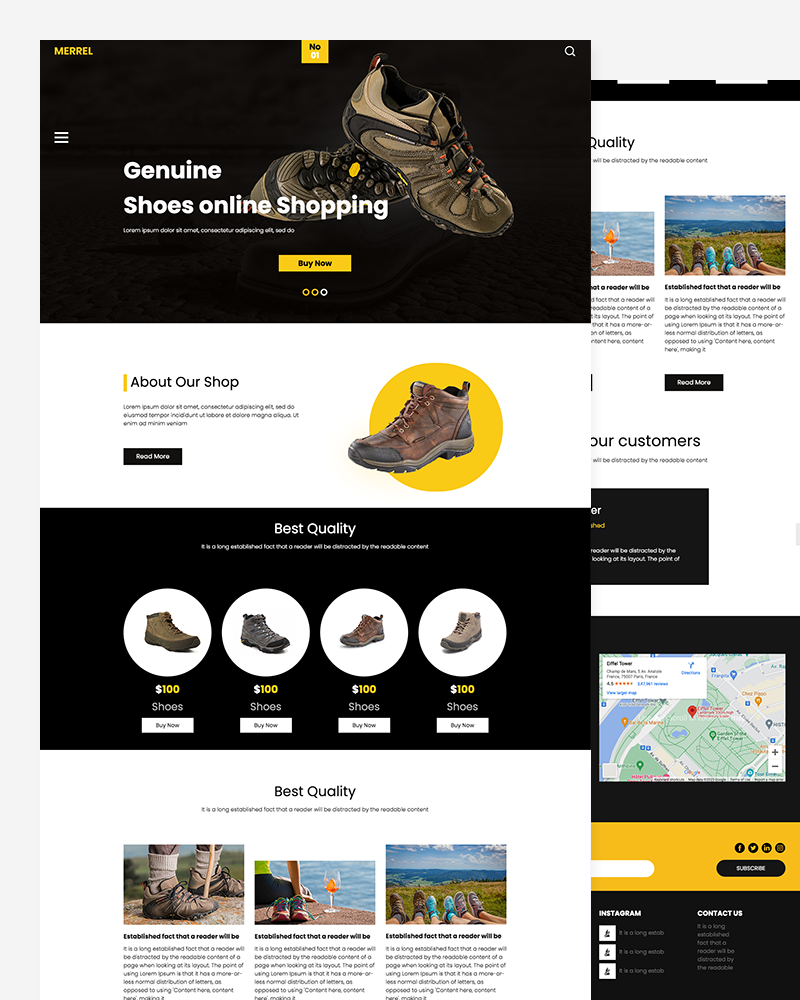 MERREL
No
01
Genuine
Shoes online Shopping
Lorem ipsum dolor sit amet, consectetur adipiscing elit, sed do
Buy Now
About Our Shop
Lorem ipsum dolor sit amet, consectetur adipiscing elit, sed do
eiusmod tempor incididunt ut labore et dolore magna aliqua. Ut
enim ad minim veniam
Read More
Best Quality
It is a long established fact that a reader will be distracted by the readable content
$100
Shoes
Buy Now
$100
Shoes
Buy Now
$100
Shoes
Buy Now
$100
Shoes
Buy Now
Best Quality
It is a long established fact that a reader will be distracted by the readable content
Established fact that a reader will be
It is a long established fact that a reader will
be distracted by the readable content of a
page when looking at its layout. The point of
using Lorem Ipsum is that it has a more-or-
less normal distribution of letters, as
opposed to using 'Content here, content
here', making it
Established fact that a reader will be
It is a long established fact that a reader will
be distracted by the readable content of a
page when looking at its layout. The point of
using Lorem Ipsum is that it has a more-or-
less normal distribution of letters, as
opposed to using 'Content here, content
here', making it
Established fact that a reader will be
It is a long established fact that a reader will
be distracted by the readable content of a
page when looking at its layout. The point of
using Lorem Ipsum is that it has a more-or-
less normal distribution of letters, as
opposed to using 'Content here, content
here', making it
Quality
will be distracted by the readable content
hat a reader will be
d fact that a reader will
readable content of a
at its layout. The point of
that it has a more-or-
on of letters, as
ontent here, content
Established fact that a reader will be
It is a long established fact that a reader will
be distracted by the readable content of a
page when looking at its layout. The point of
using Lorem Ipsum is that it has a more-or-
less normal distribution of letters, as
opposed to using 'Content here, content
here', making it
Read More
our customers
will be distracted by the readable content
er
shed
reader will be distracted by the
looking at its layout. The point of
Eiffel Tower
Champ de Mars, 5 Av. Anatole
France, 75007 Paris, France
4.6
View larger map
Directions
Eiffel Tower
Garden of the
Eiffel Tower
Chez Pippo
SUBSCRIBE
INSTAGRAM
It is a long estab
It is a long estab
It is a long estab
CONTACT US
It is a long
established
fact that a
reader will be
distracted by
the readable